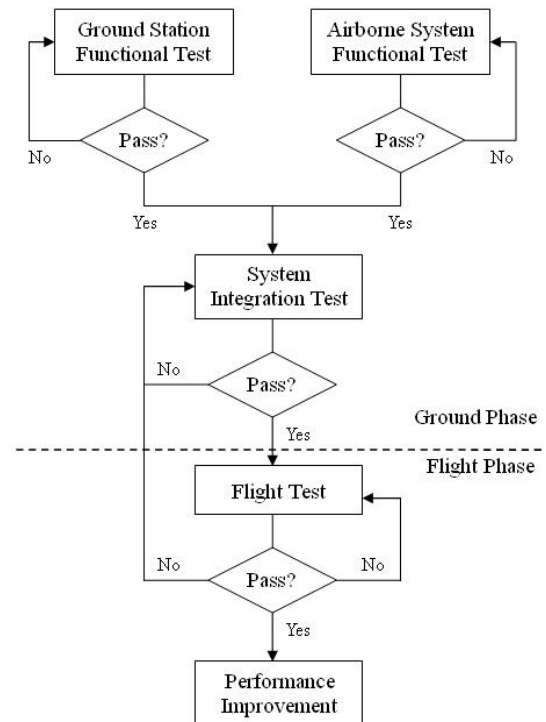 Ground Station
Functional Test
Airborne System
Functional Test
Pass?
Pass?
No
No
Yes
Yes
System
Integration Test
No
Pass?
Ground Phase
Yes
Flight Phase
Flight Test
No
Pass?
No
Yes
Performance
Improvement